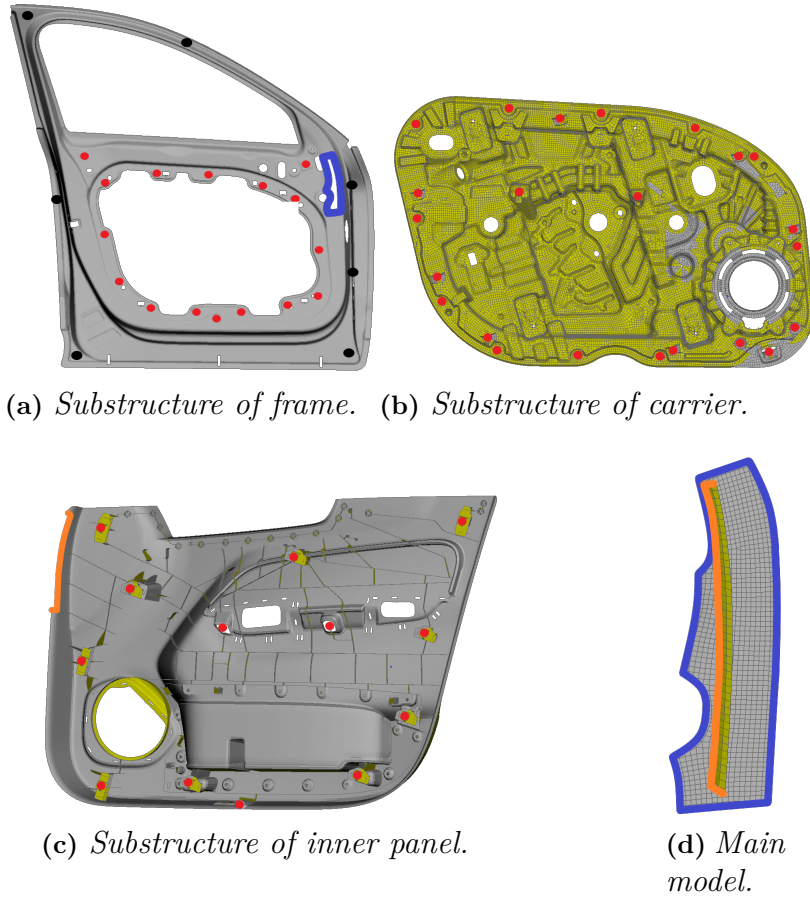 (a) Substructure of frame. (b) Substructure of carrier.
(c) Substructure of inner panel.
(d) Main
model.